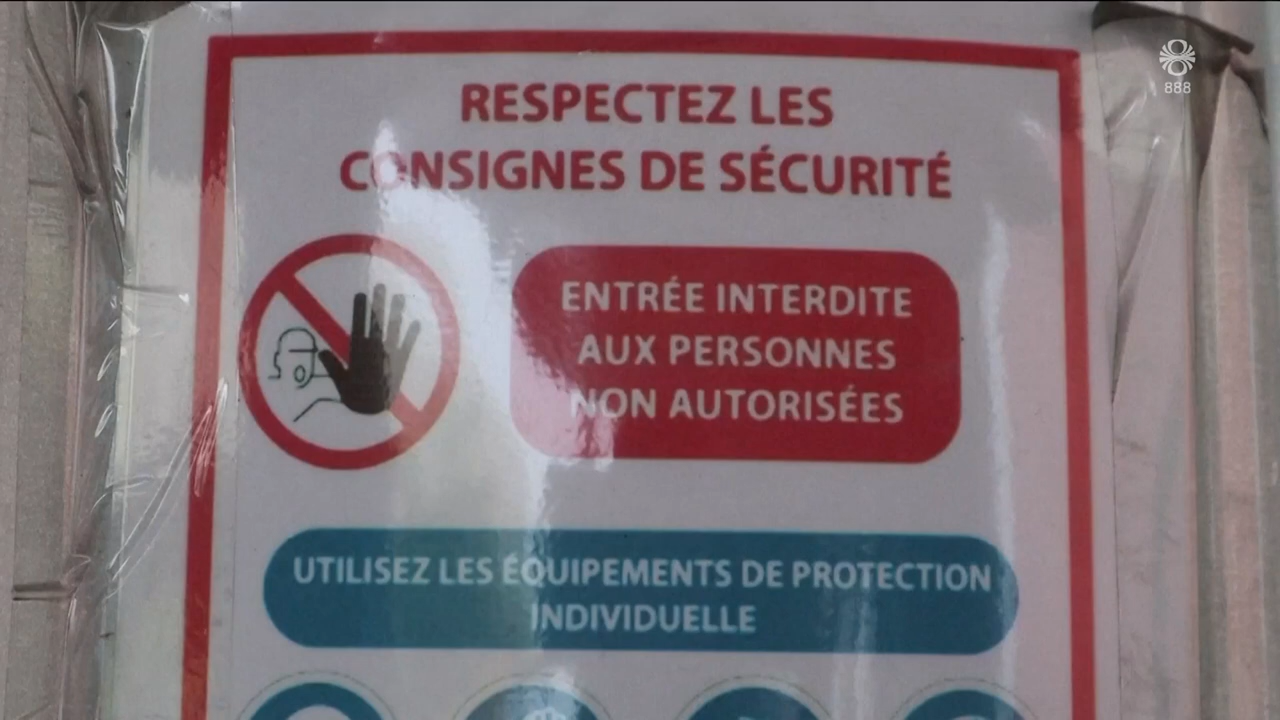 888
RESPECTEZ LES
CONSIGNES DE SÉCURITÉ
ENTRÉE INTERDITE
AUX PERSONNES
NON AUTORISÉES
UTILISEZ LES ÉQUIPEMENTS DE PROTECTION
INDIVIDUELLE